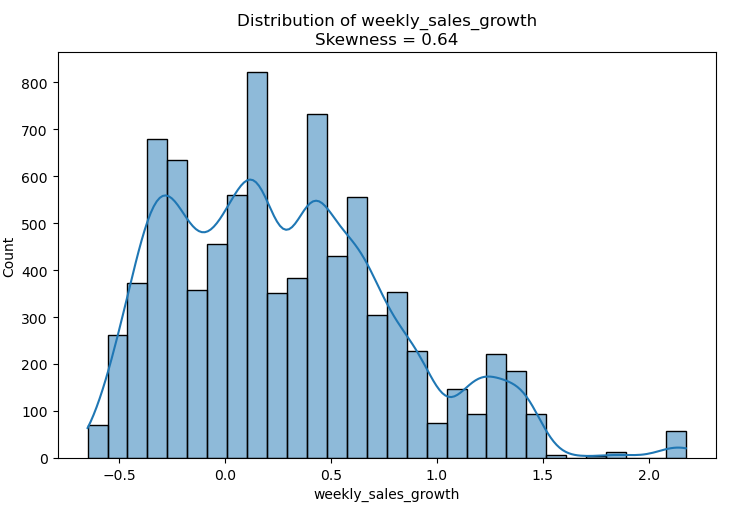 Distribution of weekly_sales_growth
Skewness = 0.64
800
700
600
500
400
300
200
100
0
Count
−0.5 0.0 0.5 1.0 1.5 2.0
weekly_sales_growth